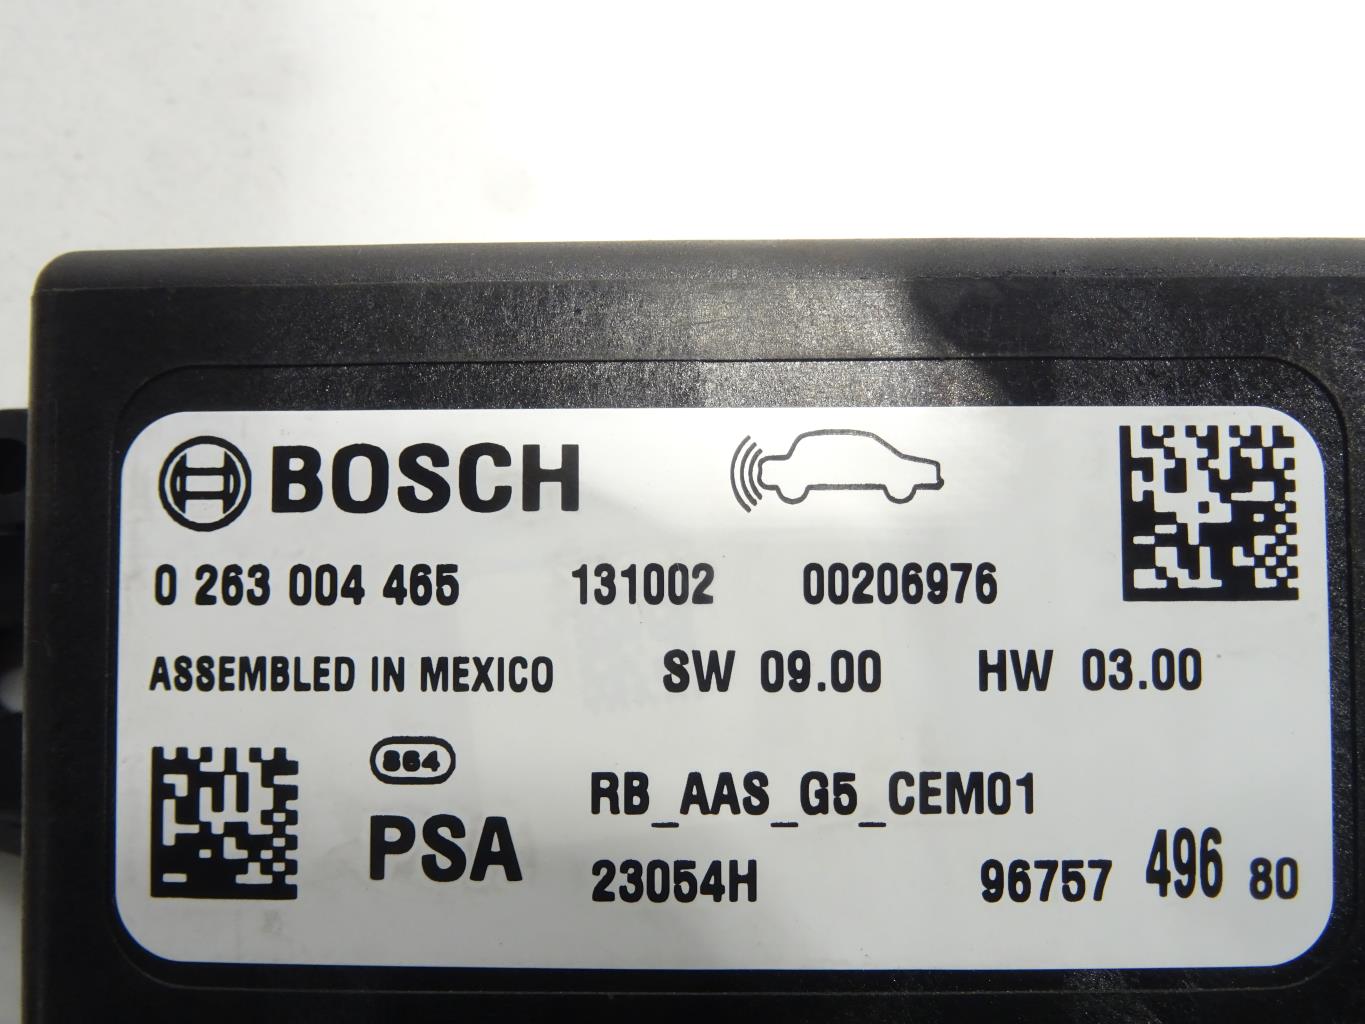 BOSCH
0 263 004 465 131002 00206976
ASSEMBLED IN MEXICO SW 09.00 HW 03.00
864
PSA RB_AAS_G5_CEM01
23054H 96757 496 80